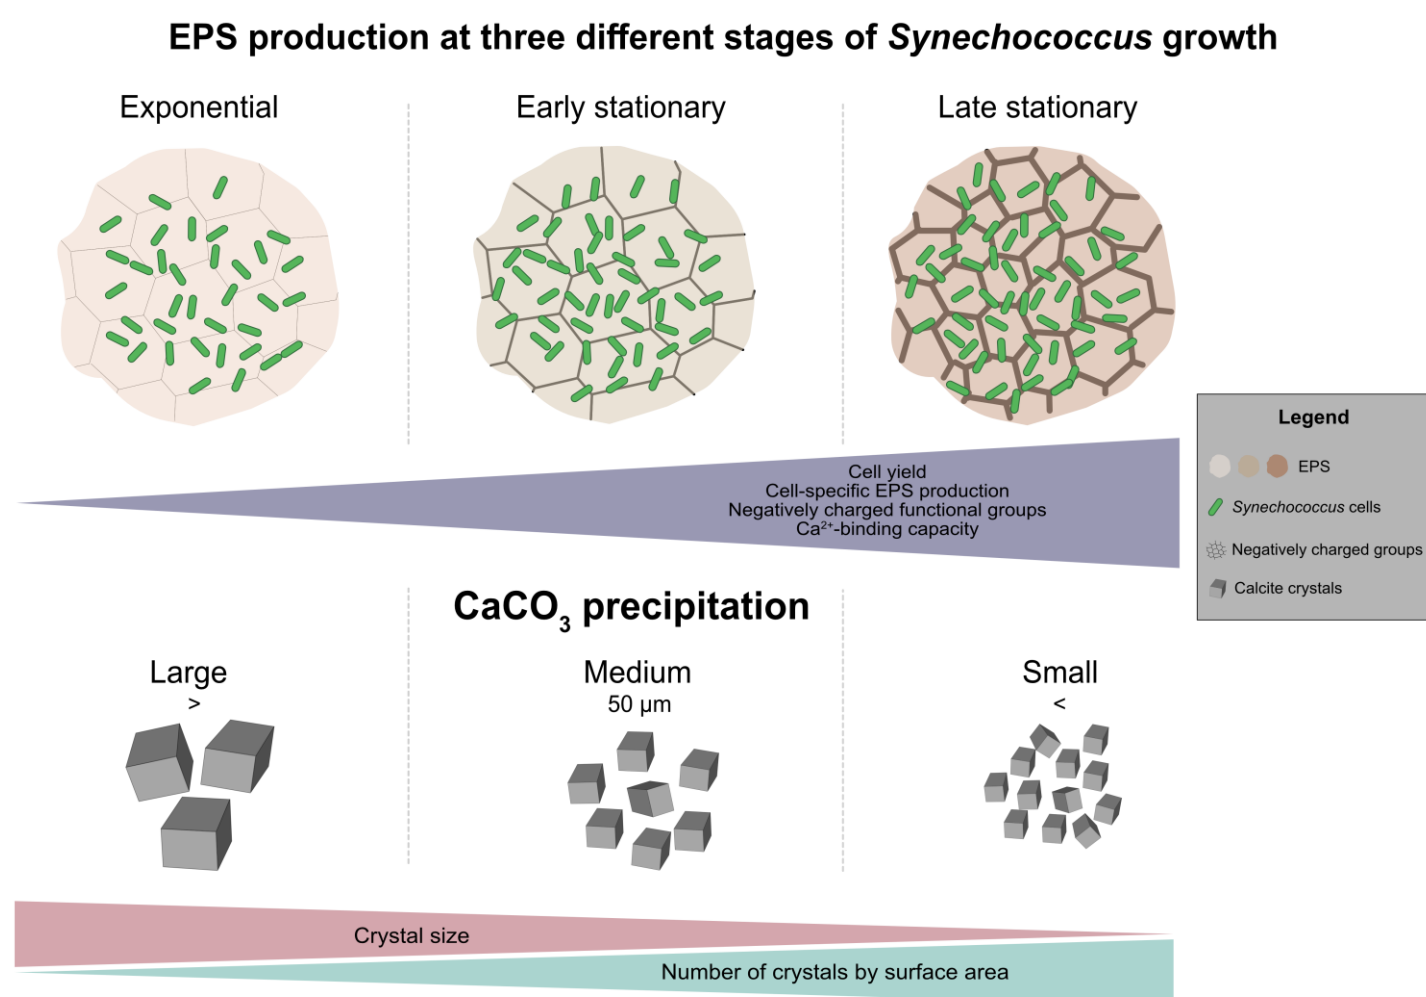 EPS production at three different stages of Synechococcus growth
Exponential
Early stationary
Late stationary
Cell yield
Cell-specific EPS production
Negatively charged functional groups
Ca²⁺-binding capacity
Legend
EPS
Synechococcus cells
Negatively charged groups
Calcite crystals
CaCO₃ precipitation
Large
>
Medium
50 µm
Small
<
Crystal size
Number of crystals by surface area